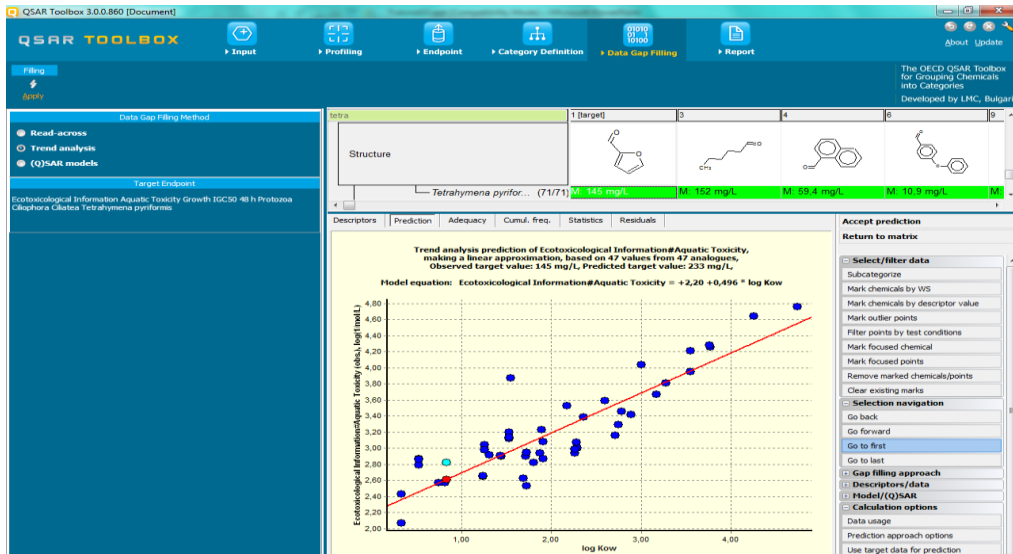 QSAR Toolbox 3.0.0.860 [Document]
QSAR TOOLBOX
▸ Input
▸ Profiling
▸ Endpoint
▸ Category Definition
01010
01 1
10100
▸ Data Gap Filling
▸ Report
About Update
Filling
Apply
The OECD QSAR Toolbox
for Grouping Chemicals
into Categories
Developed by LMC, Bulgari
Data Gap Filling Method
Read-across
Trend analysis
(Q)SAR models
Target Endpoint
Ecotoxicological Information Aquatic Toxicity Growth IGC50 48 h Protozoa
Ciliophora Ciliatea Tetrahymena pyriformis
tetra
1 [target]
3
4
6
9
Structure
Tetrahymena pyrifor... (71/71)
M: 145 mg/L
M: 152 mg/L
M: 59,4 mg/L
M: 10,9 mg/L
M:
Descriptors
Prediction
Adequacy
Cumul. freq.
Statistics
Residuals
Trend analysis prediction of Ecotoxicological Information#Aquatic Toxicity,
making a linear approximation, based on 47 values from 47 analogues,
Observed target value: 145 mg/L, Predicted target value: 233 mg/L,
Model equation: Ecotoxicological Information#Aquatic Toxicity = +2,20 +0,496 * log Kow
Ecotoxicological Information#Aquatic Toxicity (obs.), log(1/mol/L)
4,80
4,60
4,40
4,20
4,00
3,80
3,60
3,40
3,20
3,00
2,80
2,60
2,40
2,20
2,00
1,00
2,00
3,00
4,00
log Kow
Accept prediction
Return to matrix
Select/filter data
Subcategorize
Mark chemicals by WS
Mark chemicals by descriptor value
Mark outlier points
Filter points by test conditions
Mark focused chemical
Mark focused points
Remove marked chemicals/points
Clear existing marks
Selection navigation
Go back
Go forward
Go to first
Go to last
Gap filling approach
Descriptors/data
Model/(Q)SAR
Calculation options
Data usage
Prediction approach options
Use target data for prediction